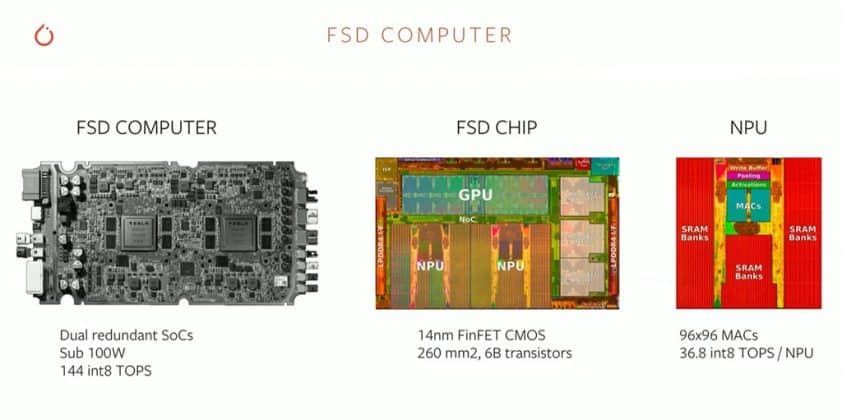 FSD COMPUTER
FSD COMPUTER
TESLA
TESLA
Dual redundant SoCs
Sub 100W
144 int8 TOPS
FSD CHIP
GPU
NoC
LPDDR4 I-F
LPDDR4 I-F
NPU
NPU
14nm FinFET CMOS
260 mm2, 6B transistors
NPU
Write Buffer
Pooling
Activations
MACs
SRAM
Banks
SRAM
Banks
SRAM
Banks
96x96 MACs
36.8 int8 TOPS / NPU